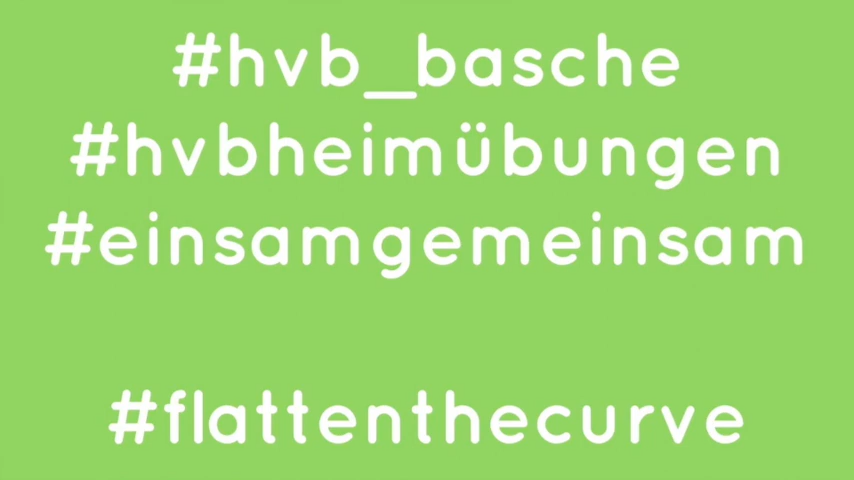 #hvb_basche
#hvbheimübungen
#einsamgemeinsam
#flattenthecurve